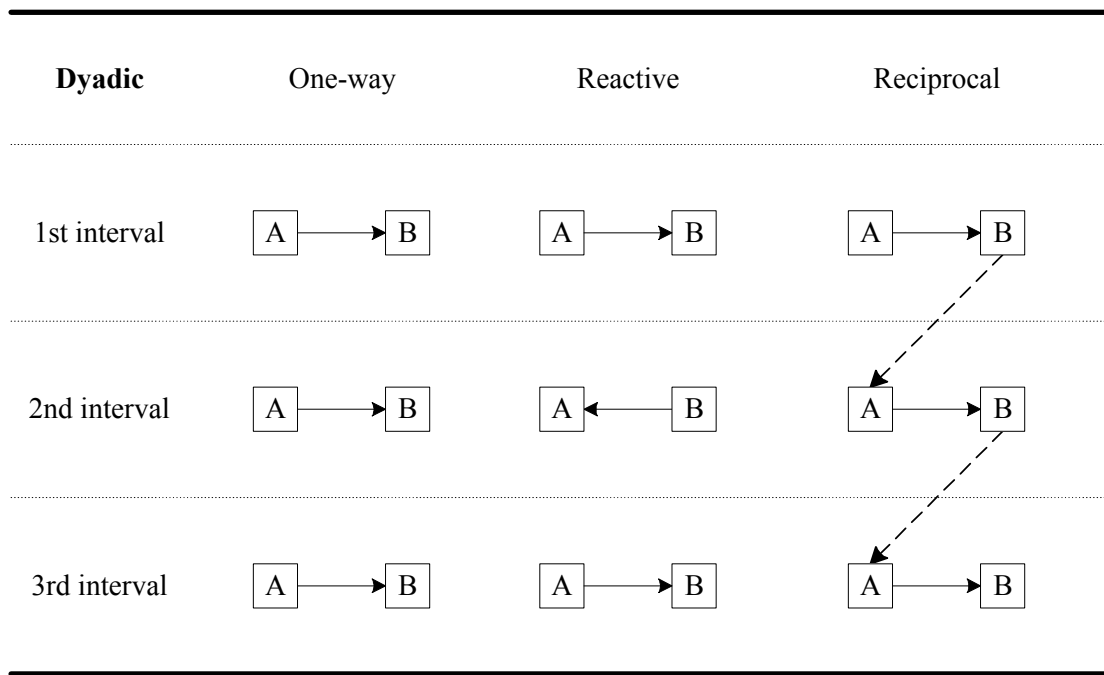 Dyadic One-way Reactive Reciprocal
1st interval A B A B A B
2nd interval A B A B A B
3rd interval A B A B A B